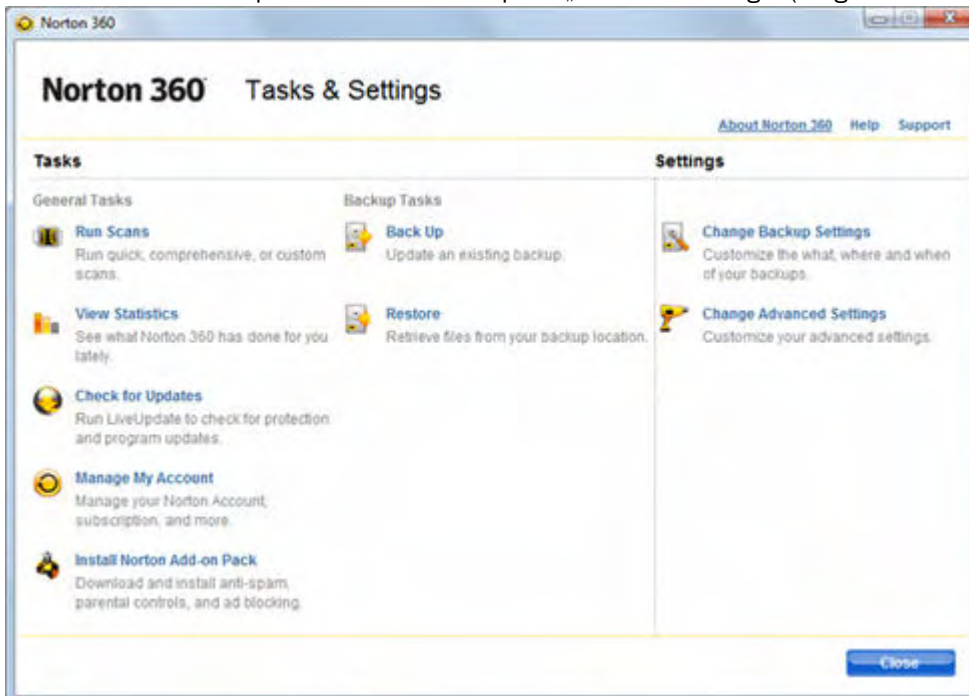 Norton 360
Norton 360 Tasks & Settings
About Norton 360 Help Support
Tasks
General Tasks
Run Scans
Run quick, comprehensive, or custom
scans.
View Statistics
See what Norton 360 has done for you
lately.
Check for Updates
Run LiveUpdate to check for protection
and program updates.
Manage My Account
Manage your Norton Account,
subscription, and more.
Install Norton Add-on Pack
Download and install anti-spam,
parental controls, and ad blocking.
Backup Tasks
Back Up
Update an existing backup.
Restore
Retrieve files from your backup location.
Settings
Change Backup Settings
Customize the what, where and when
of your backups.
Change Advanced Settings
Customize your advanced settings.
Close